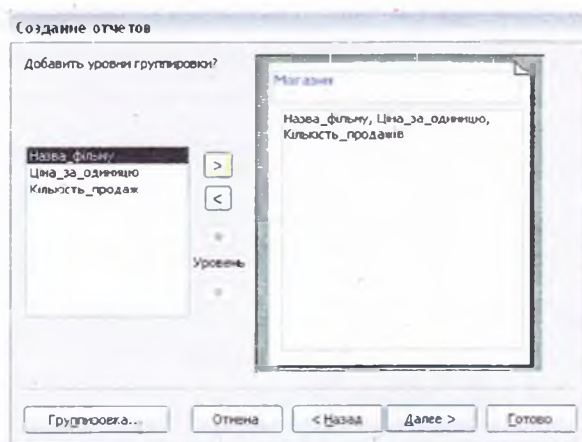 Создание отчетов
Добавить уровни группировки?
Магазин
Назва_фільму, Ціна_за_одиницю,
Кількість_продажів
Назва_фільму
Ціна_за_одиницю
Кількість_продаж
>
<
Уровень
Группировка...
Отмена
< Назад
Далее >
Готово